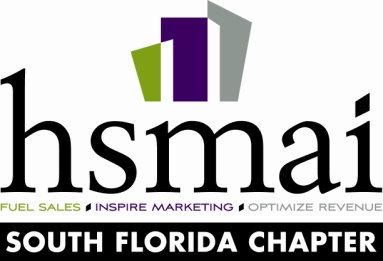 hsmai
FUEL SALES ▮ INSPIRE MARKETING ▮ OPTIMIZE REVENUE
SOUTH FLORIDA CHAPTER